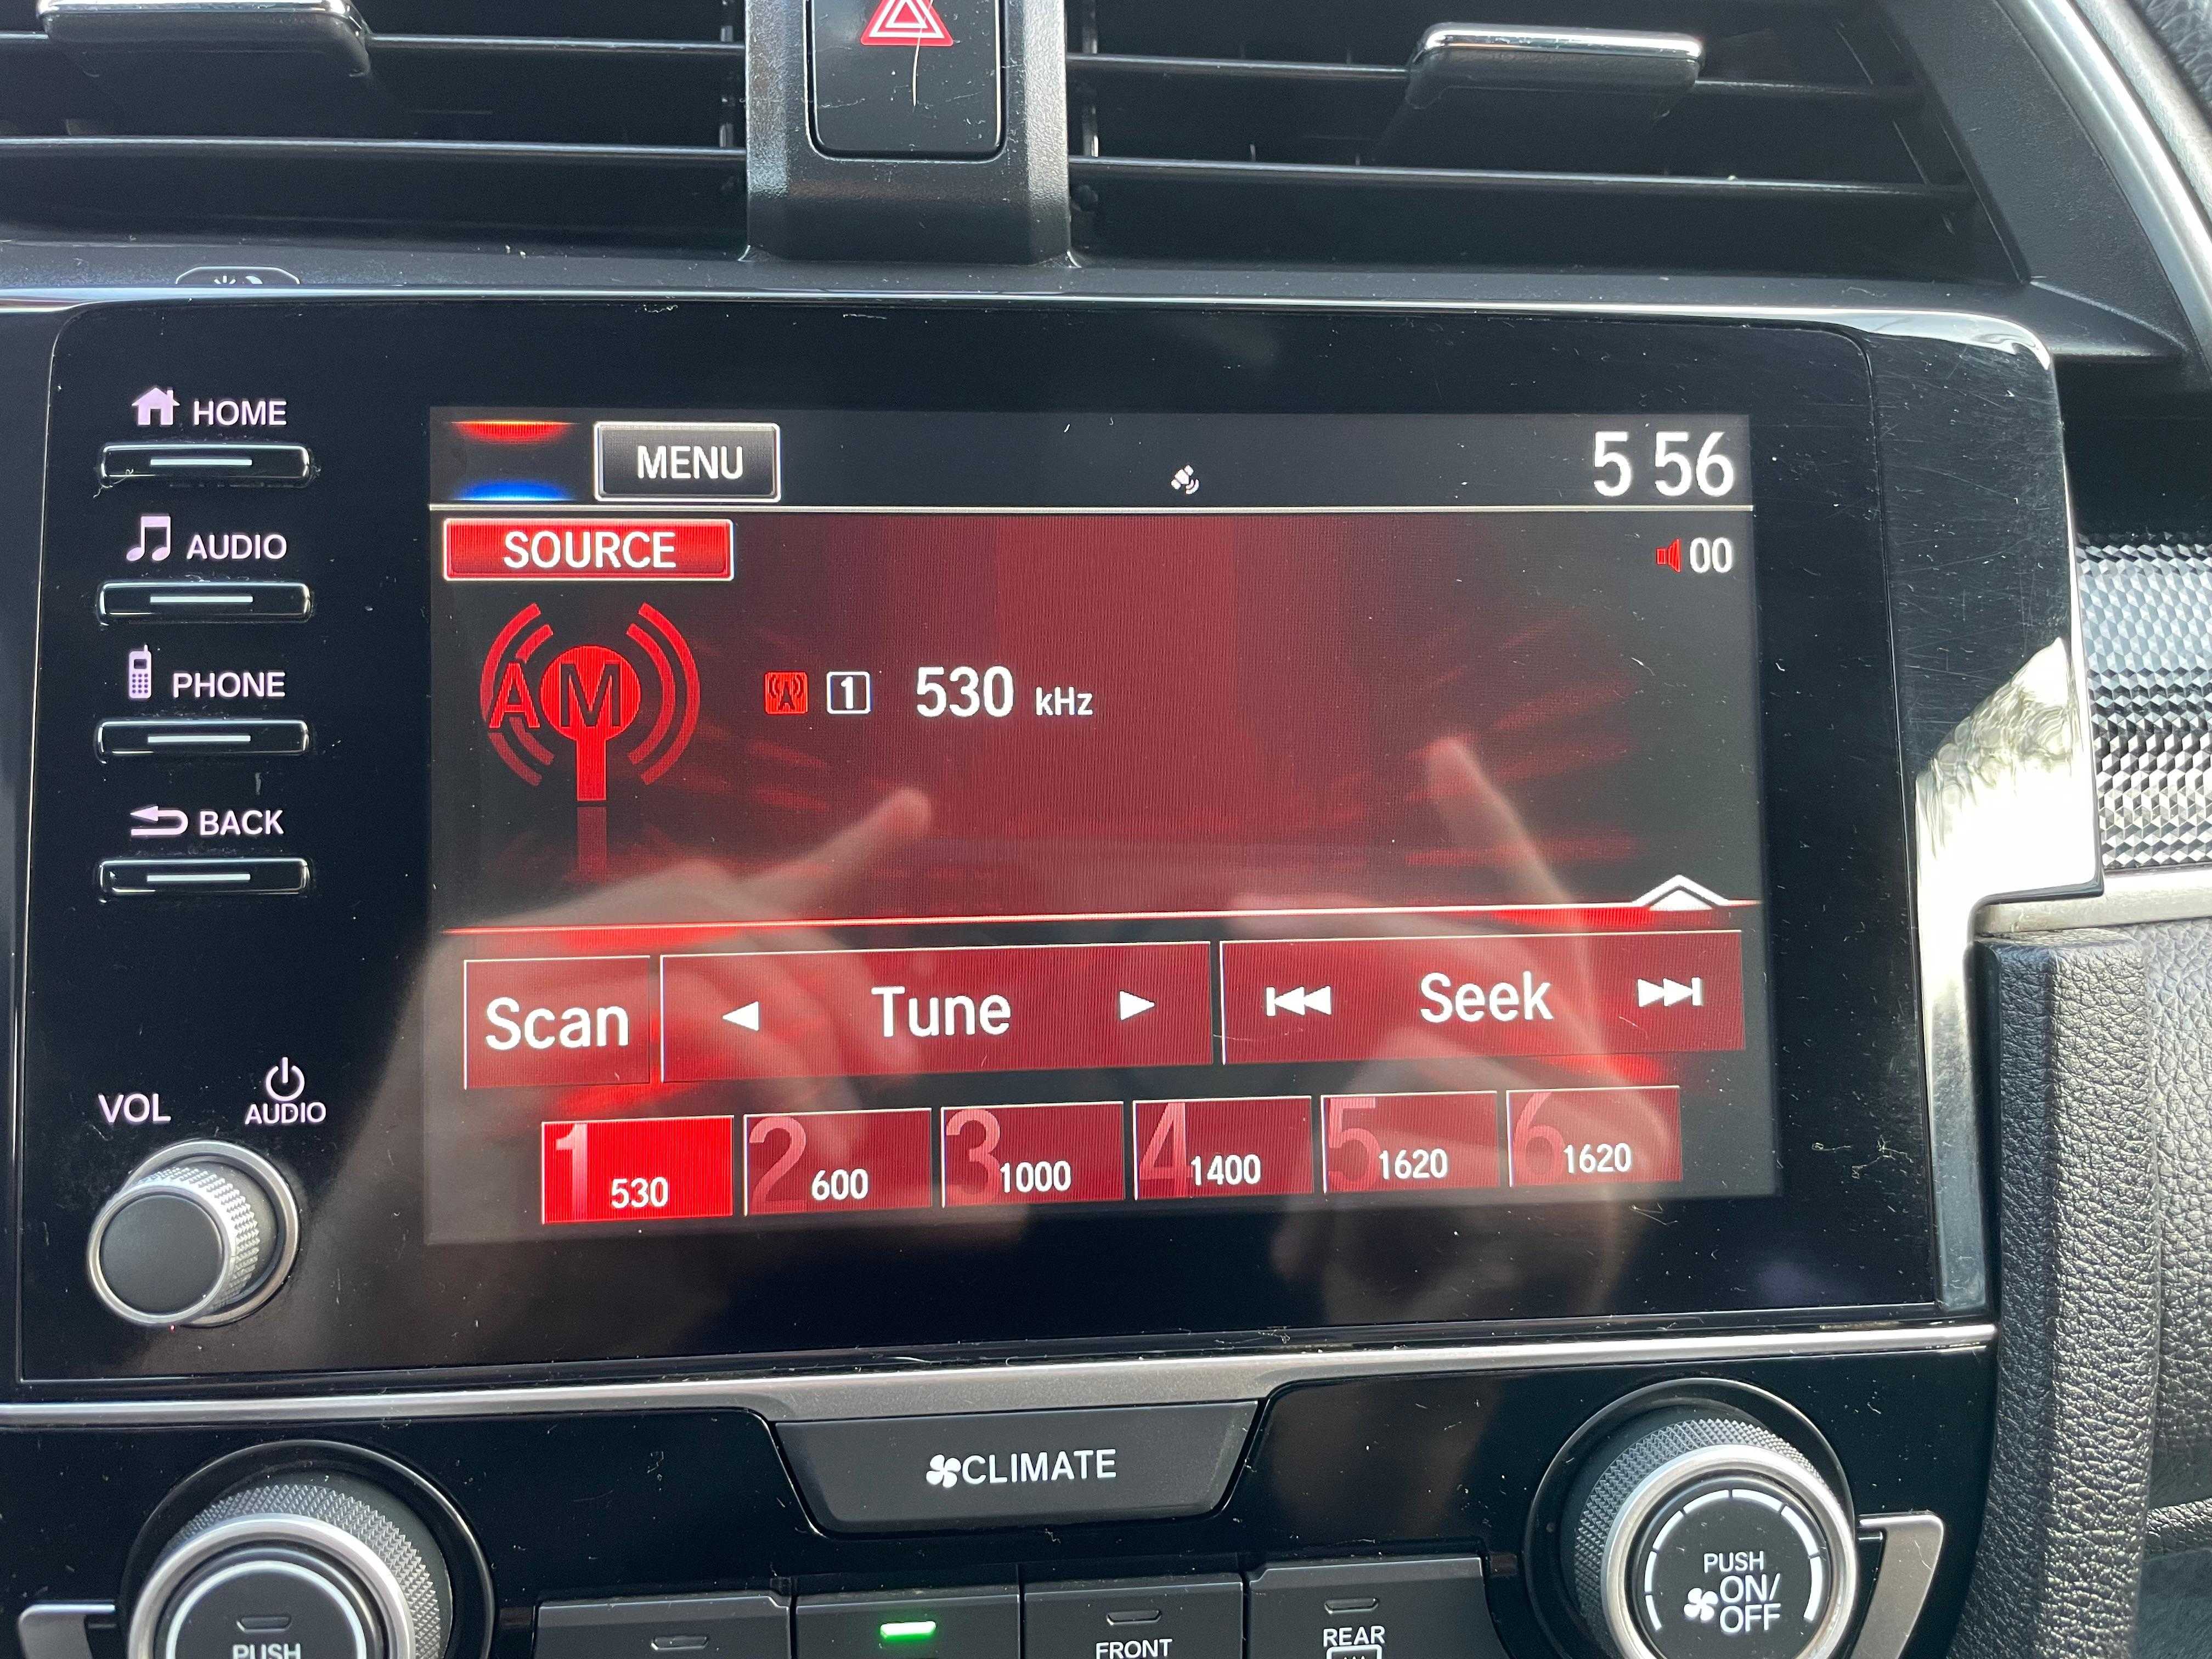 HOME
MENU
5 56
AUDIO
SOURCE
00
PHONE
AM
1 530 kHz
BACK
Scan
Tune
Seek
VOL
AUDIO
1 530
2 600
3 1000
4 1400
5 1620
6 1620
CLIMATE
PUSH
ON/
OFF
PUSH
FRONT
REAR